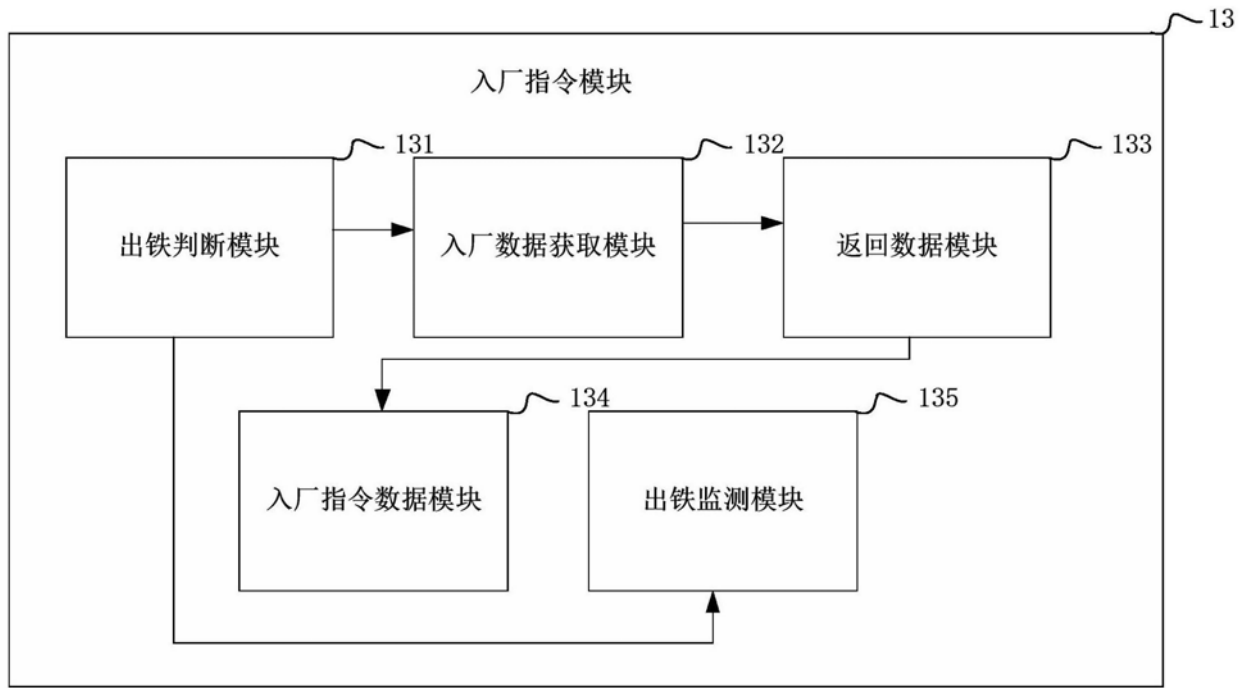 13
入厂指令模块
131
132
133
出铁判断模块
入厂数据获取模块
返回数据模块
134
135
入厂指令数据模块
出铁监测模块